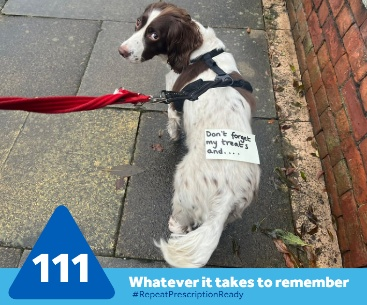 Don't forget
my treats
and....
111
Whatever it takes to remember
#RepeatPrescriptionReady